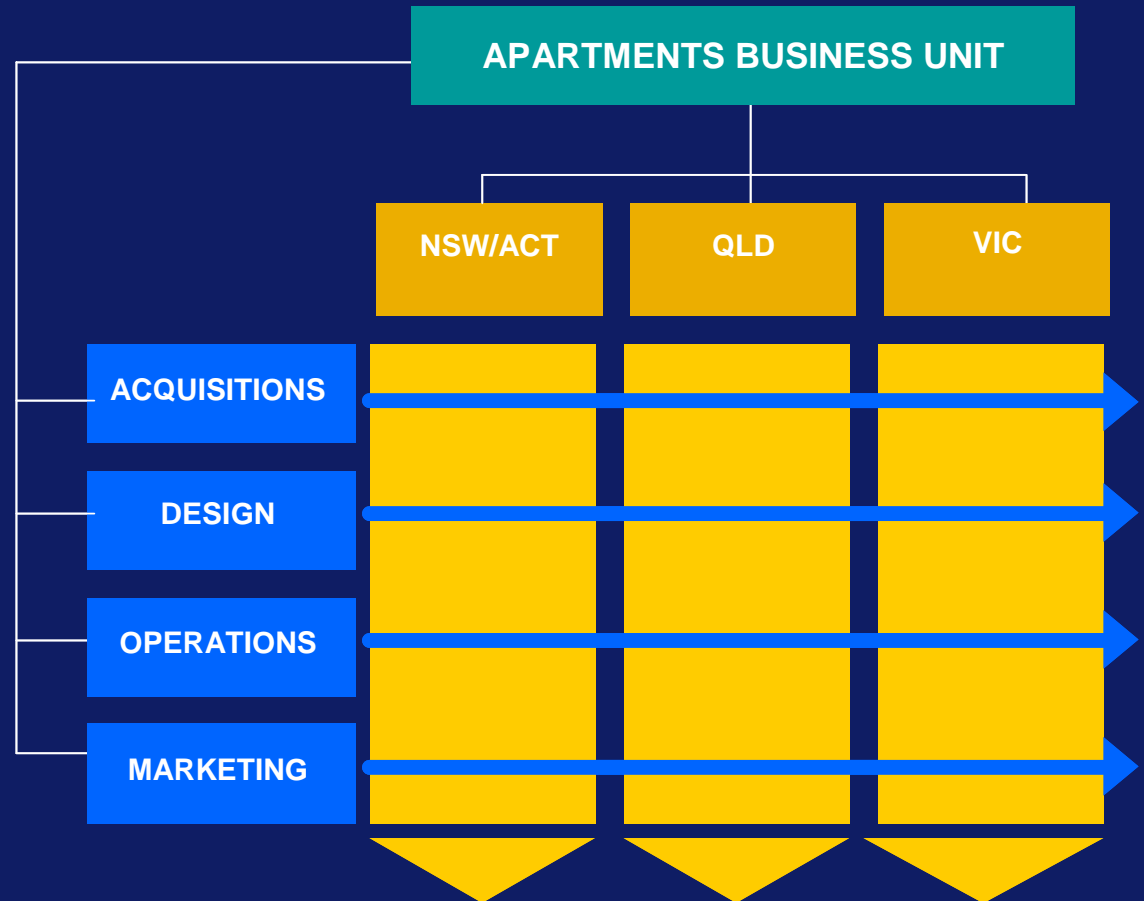 APARTMENTS BUSINESS UNIT
NSW/ACT
QLD
VIC
ACQUISITIONS
DESIGN
OPERATIONS
MARKETING